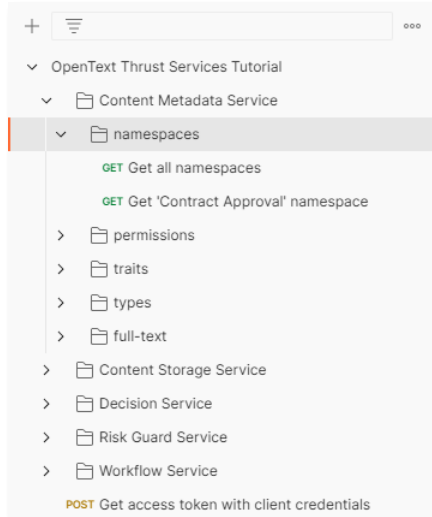 OpenText Thrust Services Tutorial
Content Metadata Service
namespaces
GET Get all namespaces
GET Get 'Contract Approval' namespace
permissions
traits
types
full-text
Content Storage Service
Decision Service
Risk Guard Service
Workflow Service
POST Get access token with client credentials